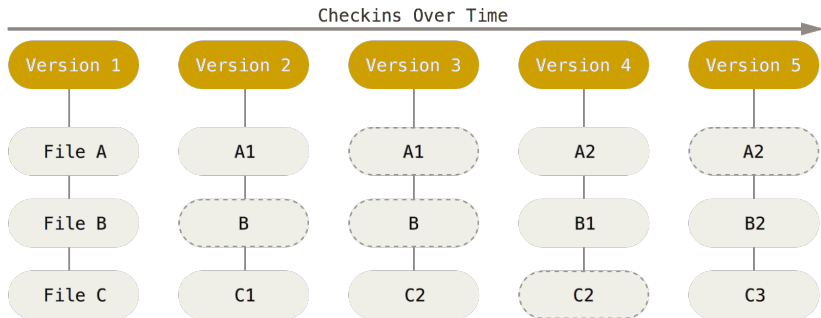 Checkins Over Time
Version 1 Version 2 Version 3 Version 4 Version 5
File A A1 A1 A2 A2
File B B B B1 B2
File C C1 C2 C2 C3